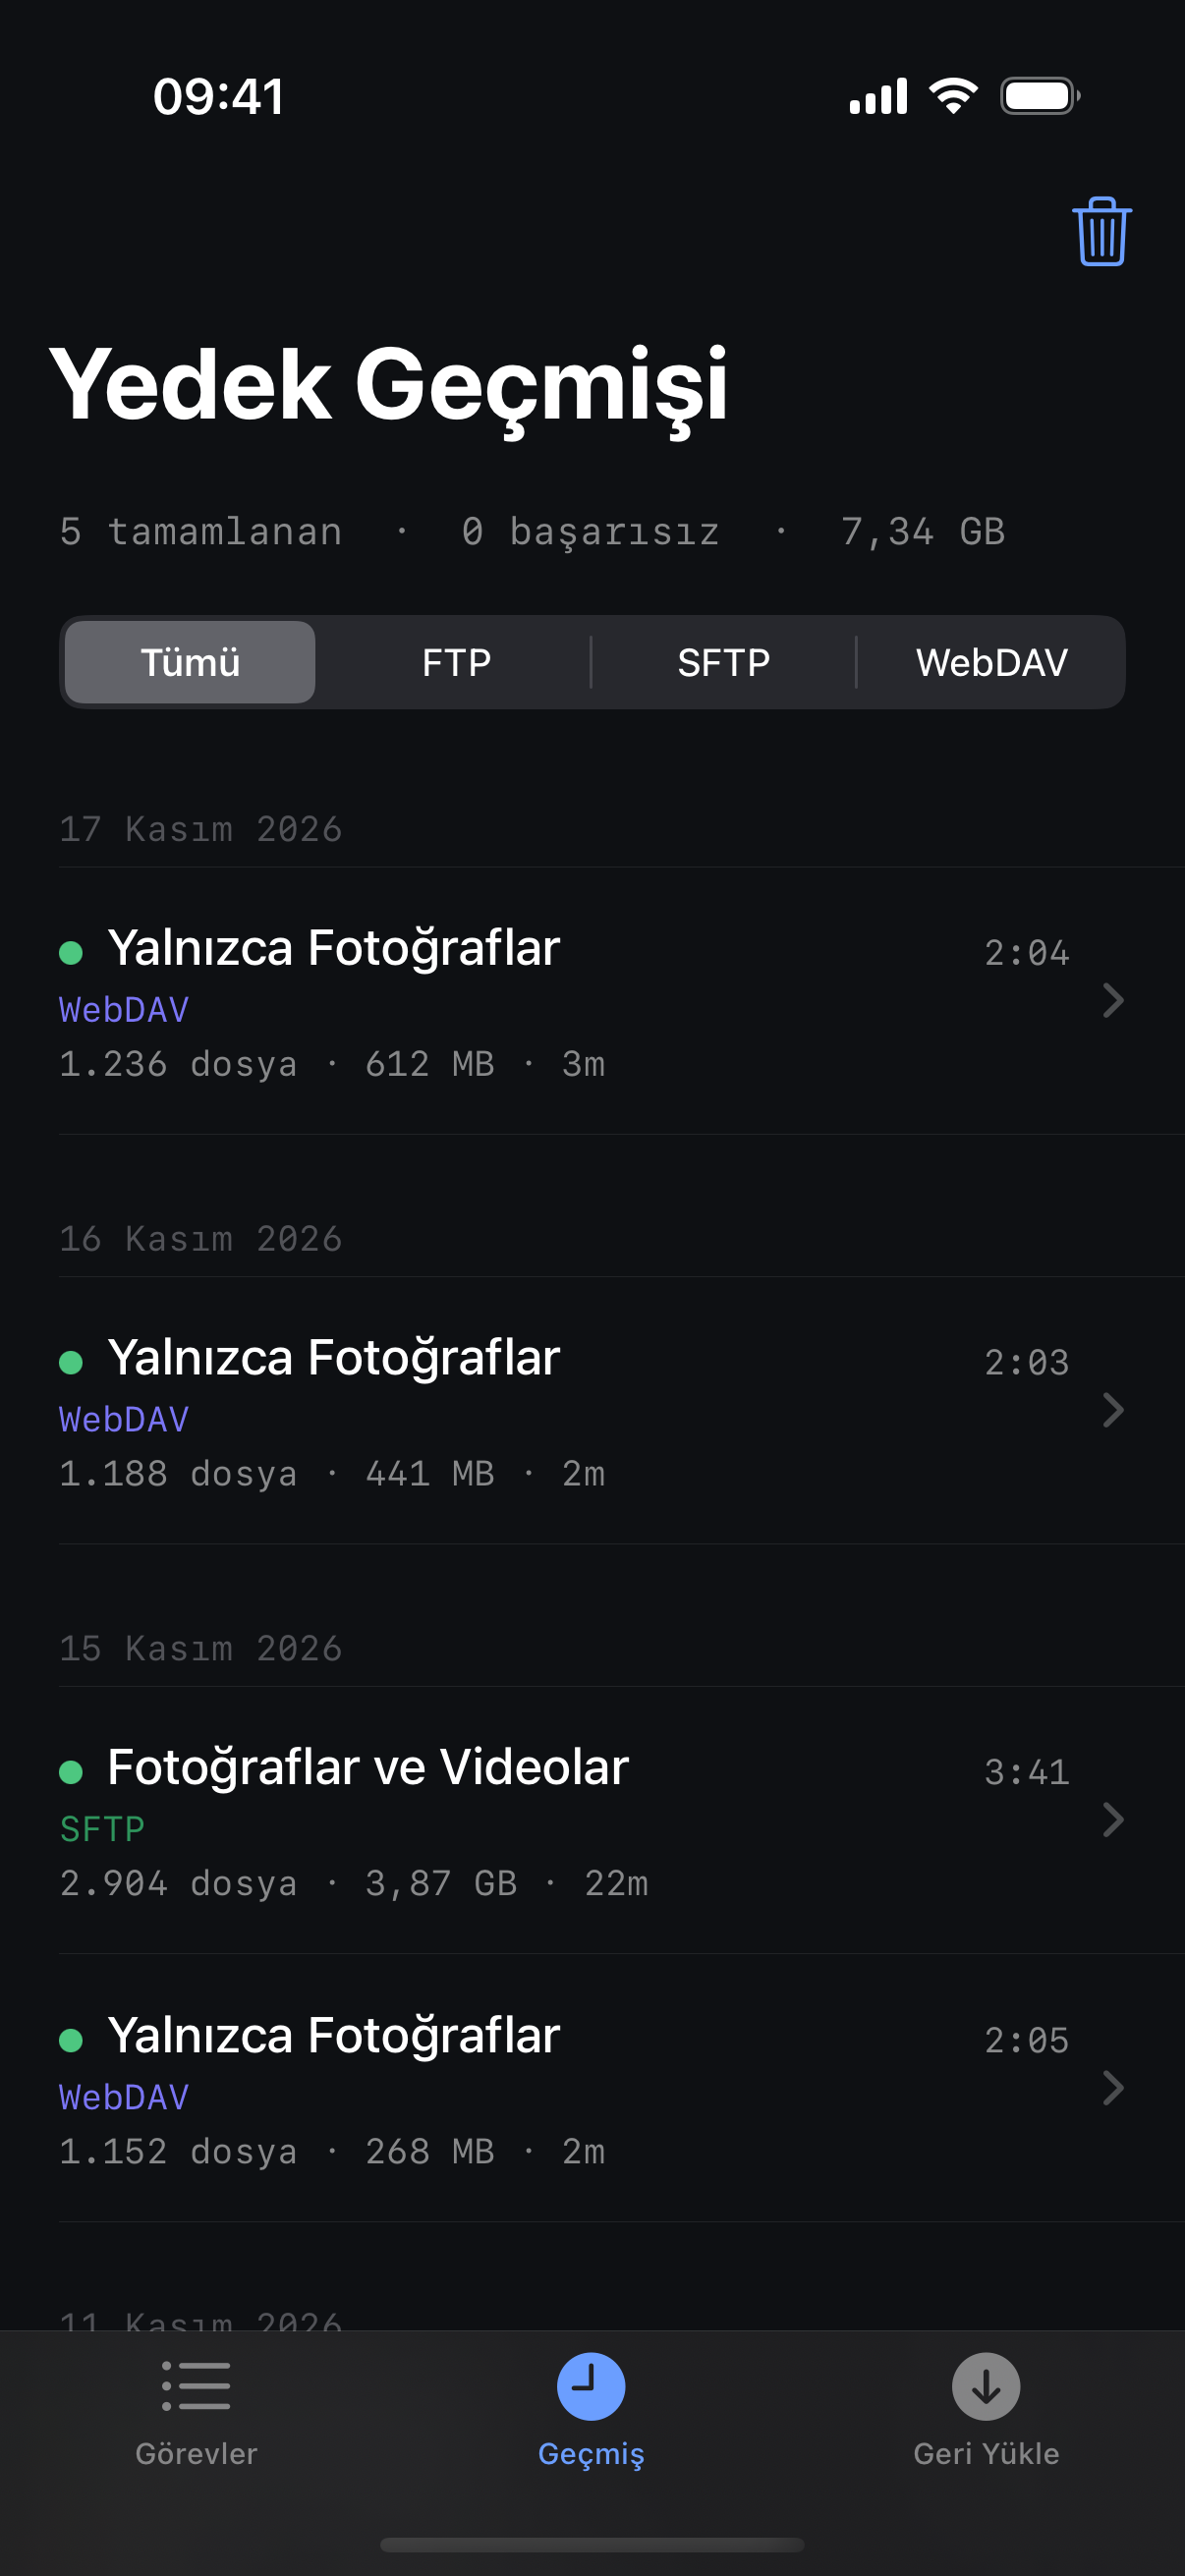 09:41
Yedek Geçmişi
5 tamamlanan · 0 başarısız · 7,34 GB
Tümü FTP SFTP WebDAV
17 Kasım 2026
Yalnızca Fotoğraflar 2:04
WebDAV
1.236 dosya · 612 MB · 3m
16 Kasım 2026
Yalnızca Fotoğraflar 2:03
WebDAV
1.188 dosya · 441 MB · 2m
15 Kasım 2026
Fotoğraflar ve Videolar 3:41
SFTP
2.904 dosya · 3,87 GB · 22m
Yalnızca Fotoğraflar 2:05
WebDAV
1.152 dosya · 268 MB · 2m
11 Kasım 2026
Görevler Geçmiş Geri Yükle